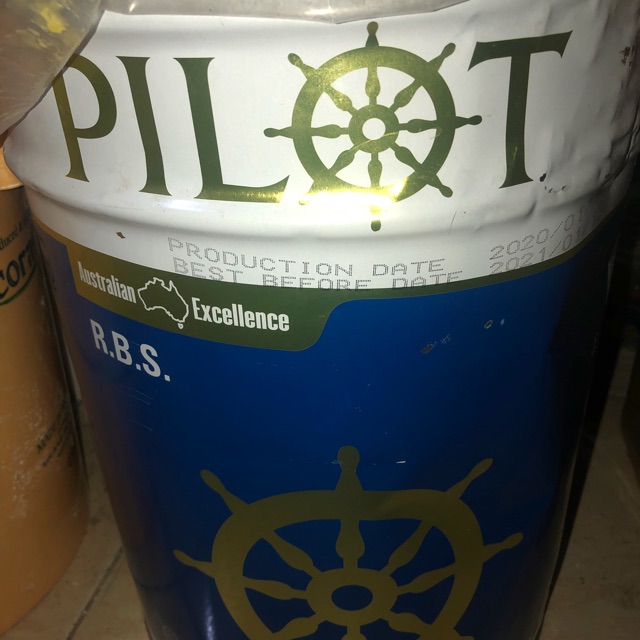 PILOT
PRODUCTION DATE 2020/0
BEST BEFORE DATE 2021/0
Australian Excellence
R.B.S.